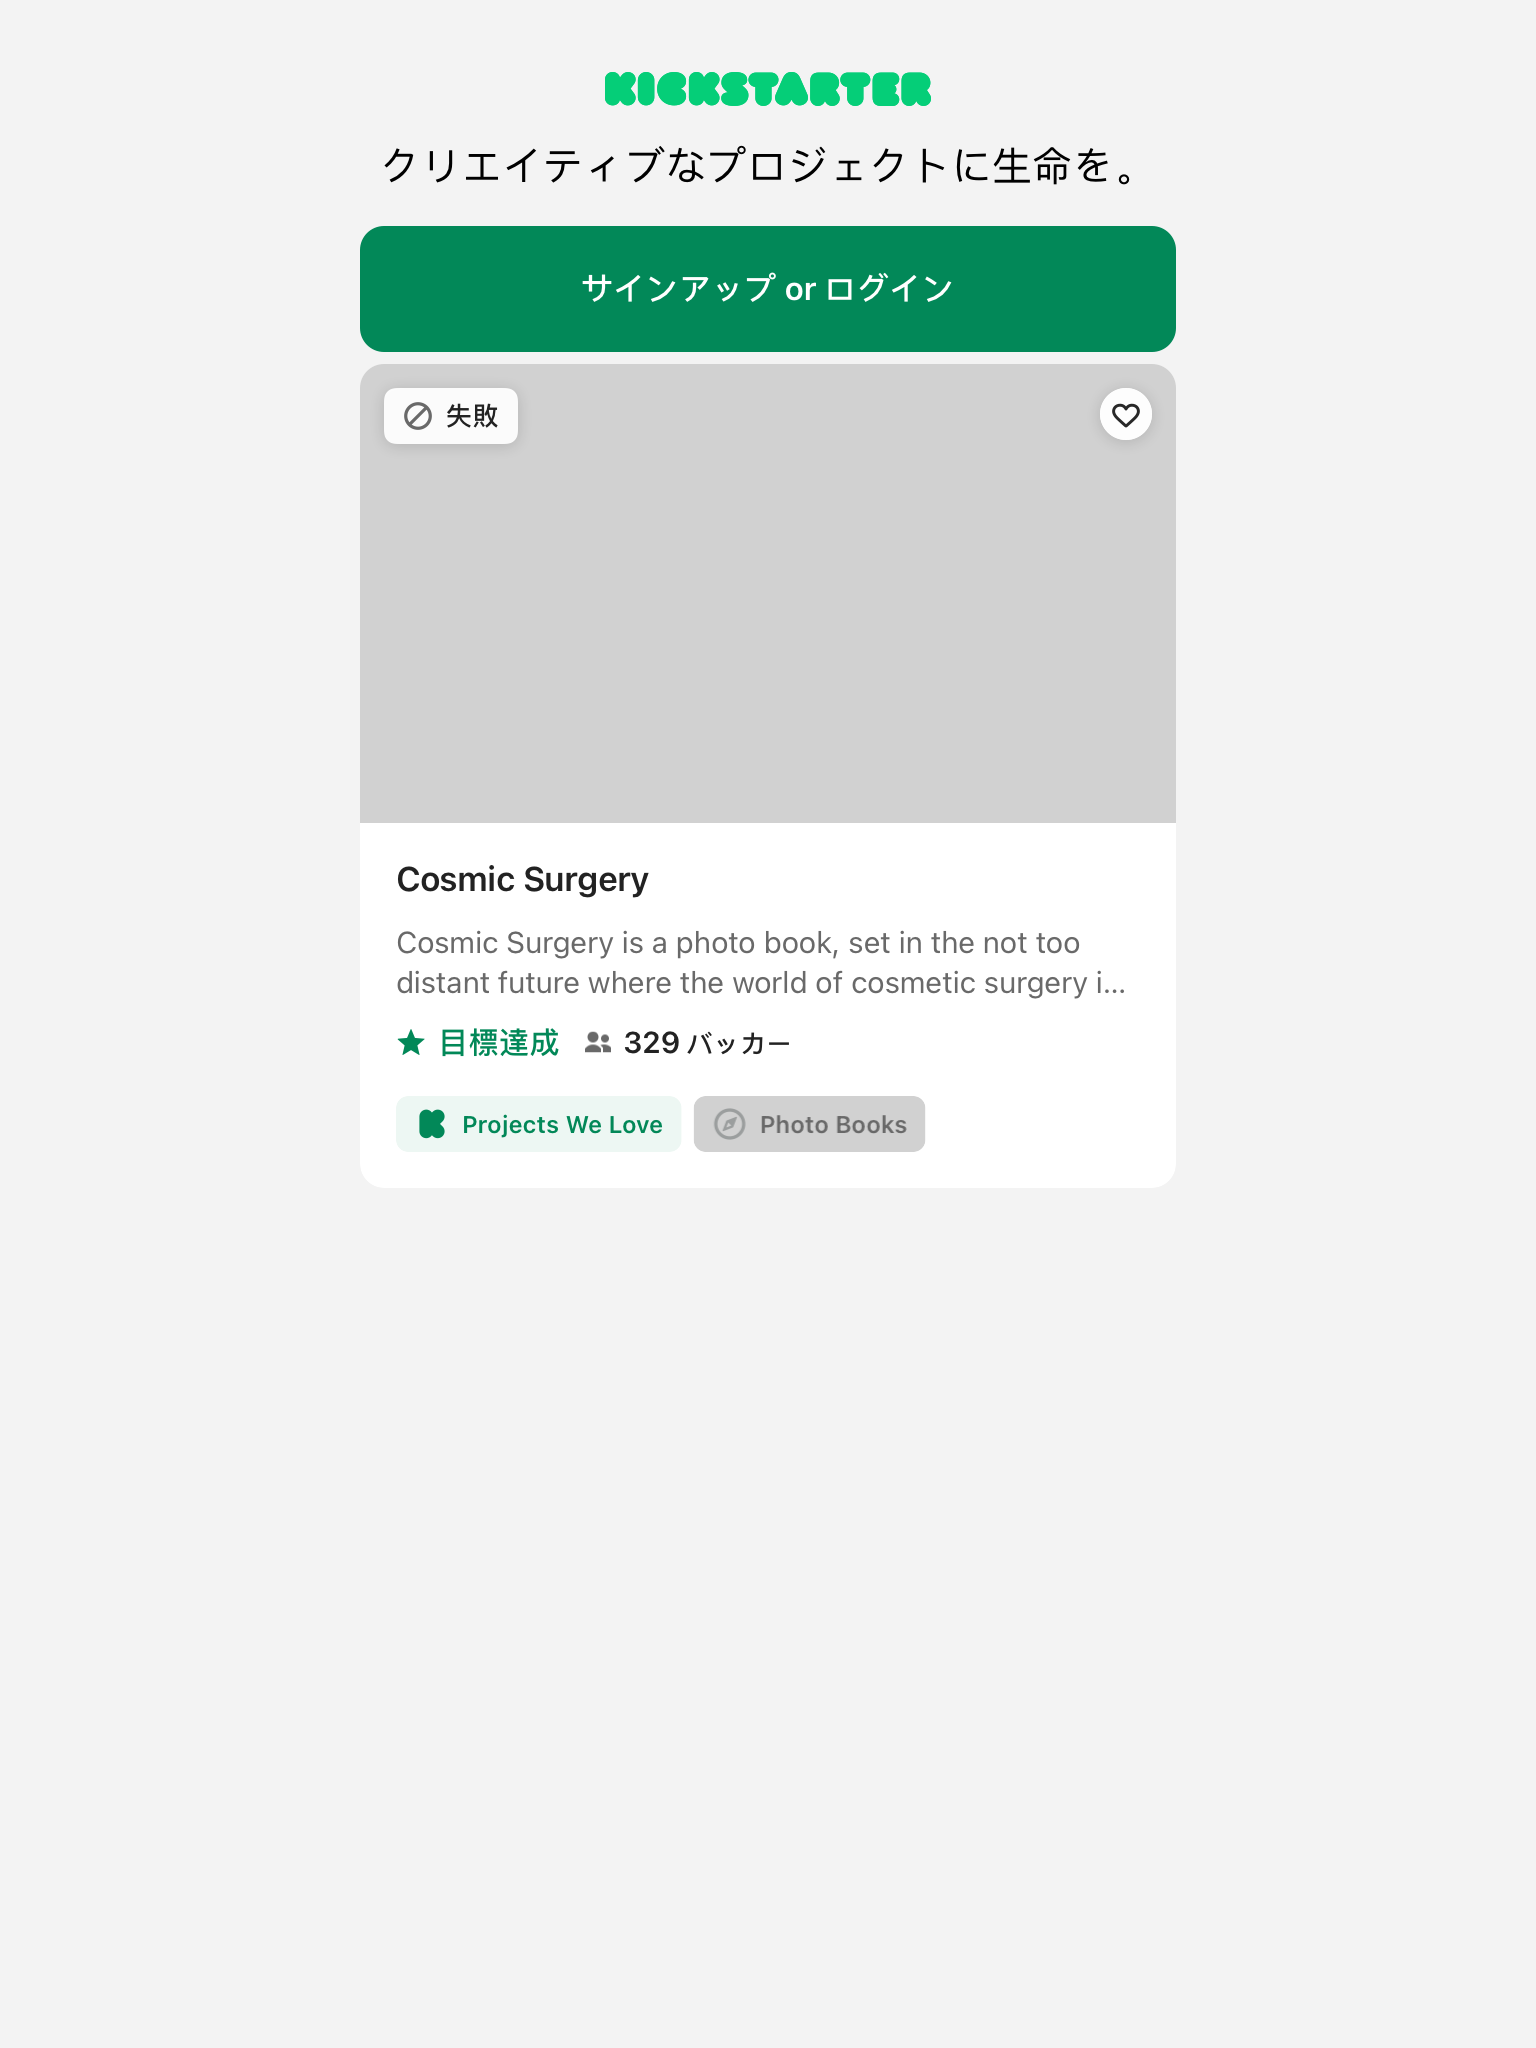 KICKSTARTER
クリエイティブなプロジェクトに生命を。
サインアップ or ログイン
失敗
Cosmic Surgery
Cosmic Surgery is a photo book, set in the not too
distant future where the world of cosmetic surgery i...
目標達成 329 バッカー
Projects We Love Photo Books